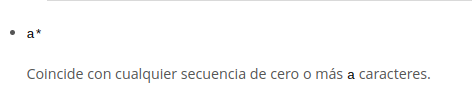 a*
Coincide con cualquier secuencia de cero o más a caracteres.